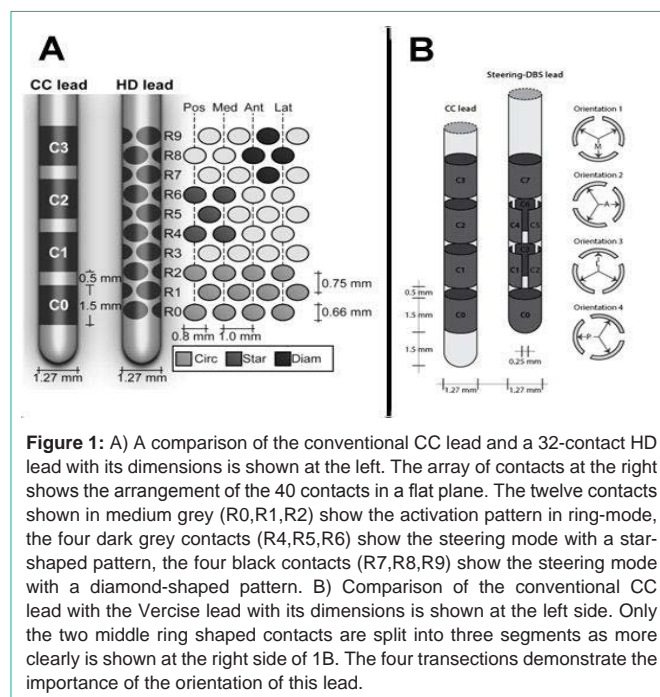 A
CC lead HD lead
Pos Med Ant Lat
C3
C2
C1
C0
R9
R8
R7
R6
R5
R4
R3
R2
R1
R0
0.5 mm
1.5 mm
1.27 mm 1.27 mm
0.75 mm
0.66 mm
0.8 mm 1.0 mm
Circ Star Diam
B
Steering-DBS lead
CC lead
C3
C2
C1
C0
C7
C6 C5
C3
C1 C2
C0
0.5 mm
1.5 mm
1.5 mm
0.25 mm
1.27 mm 1.27 mm
Orientation 1
M
Orientation 2
A
Orientation 3
Orientation 4
P
Figure 1: A) A comparison of the conventional CC lead and a 32-contact HD
lead with its dimensions is shown at the left. The array of contacts at the right
shows the arrangement of the 40 contacts in a flat plane. The twelve contacts
shown in medium grey (R0,R1,R2) show the activation pattern in ring-mode,
the four dark grey contacts (R4,R5,R6) show the steering mode with a star-
shaped pattern, the four black contacts (R7,R8,R9) show the steering mode
with a diamond-shaped pattern. B) Comparison of the conventional CC
lead with the Vercise lead with its dimensions is shown at the left side. Only
the two middle ring shaped contacts are split into three segments as more
clearly is shown at the right side of 1B. The four transections demonstrate the
importance of the orientation of this lead.